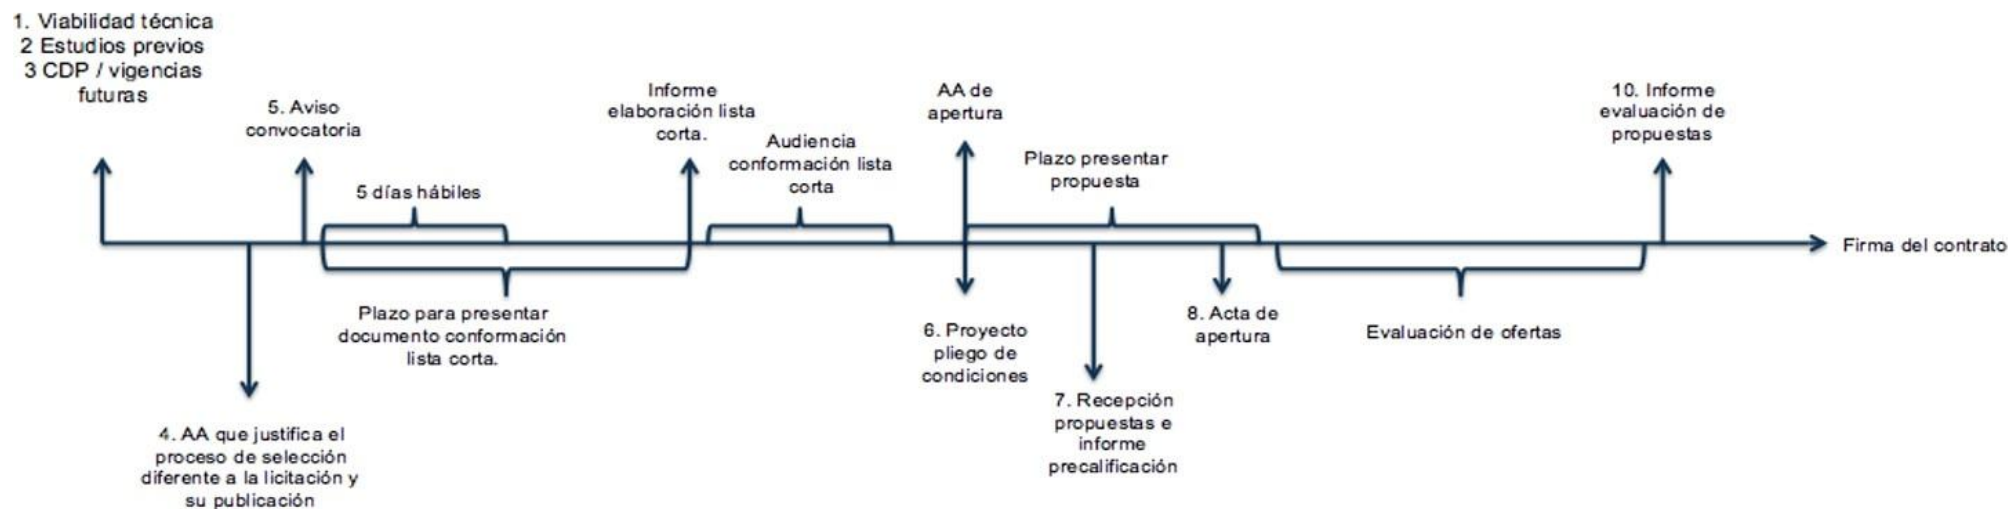 1. Viabilidad técnica
2 Estudios previos
3 CDP / vigencias
futuras
5. Aviso
convocatoria
5 días hábiles
Informe
elaboración lista
corta.
Audiencia
conformación lista
corta
AA de
apertura
Plazo presentar
propuesta
10. Informe
evaluación de
propuestas
Firma del contrato
Plazo para presentar
documento conformación
lista corta.
4. AA que justifica el
proceso de selección
diferente a la licitación y
su publicación
6. Proyecto
pliego de
condiciones
7. Recepción
propuestas e
informe
precalificación
8. Acta de
apertura
Evaluación de ofertas